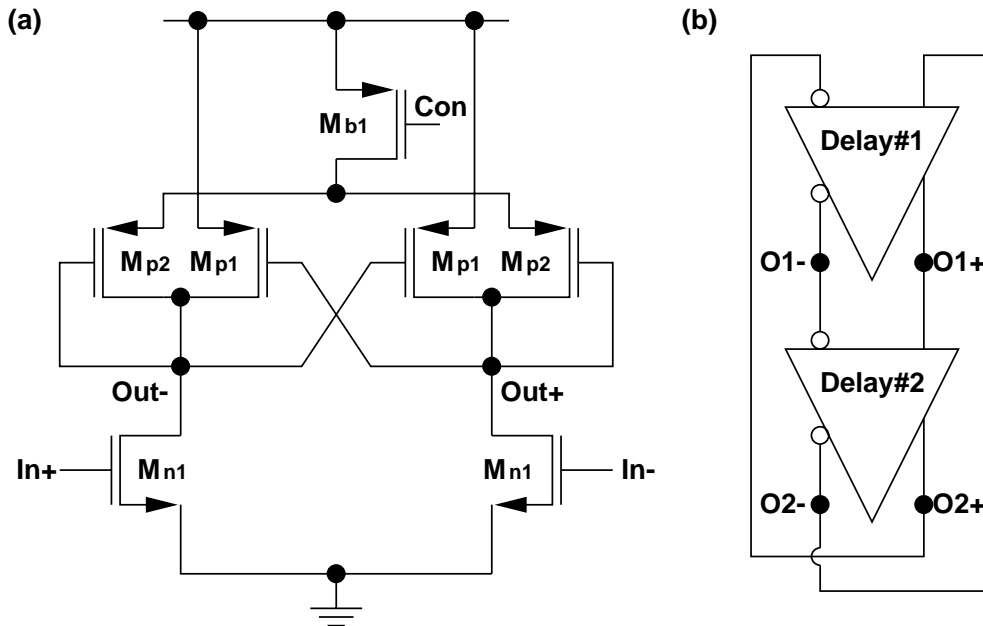 (a)
Con
Mb1
Mp2 Mp1 Mp1 Mp2
Out- Out+
In+ Mn1 Mn1 In-
(b)
Delay#1
O1- O1+
Delay#2
O2- O2+